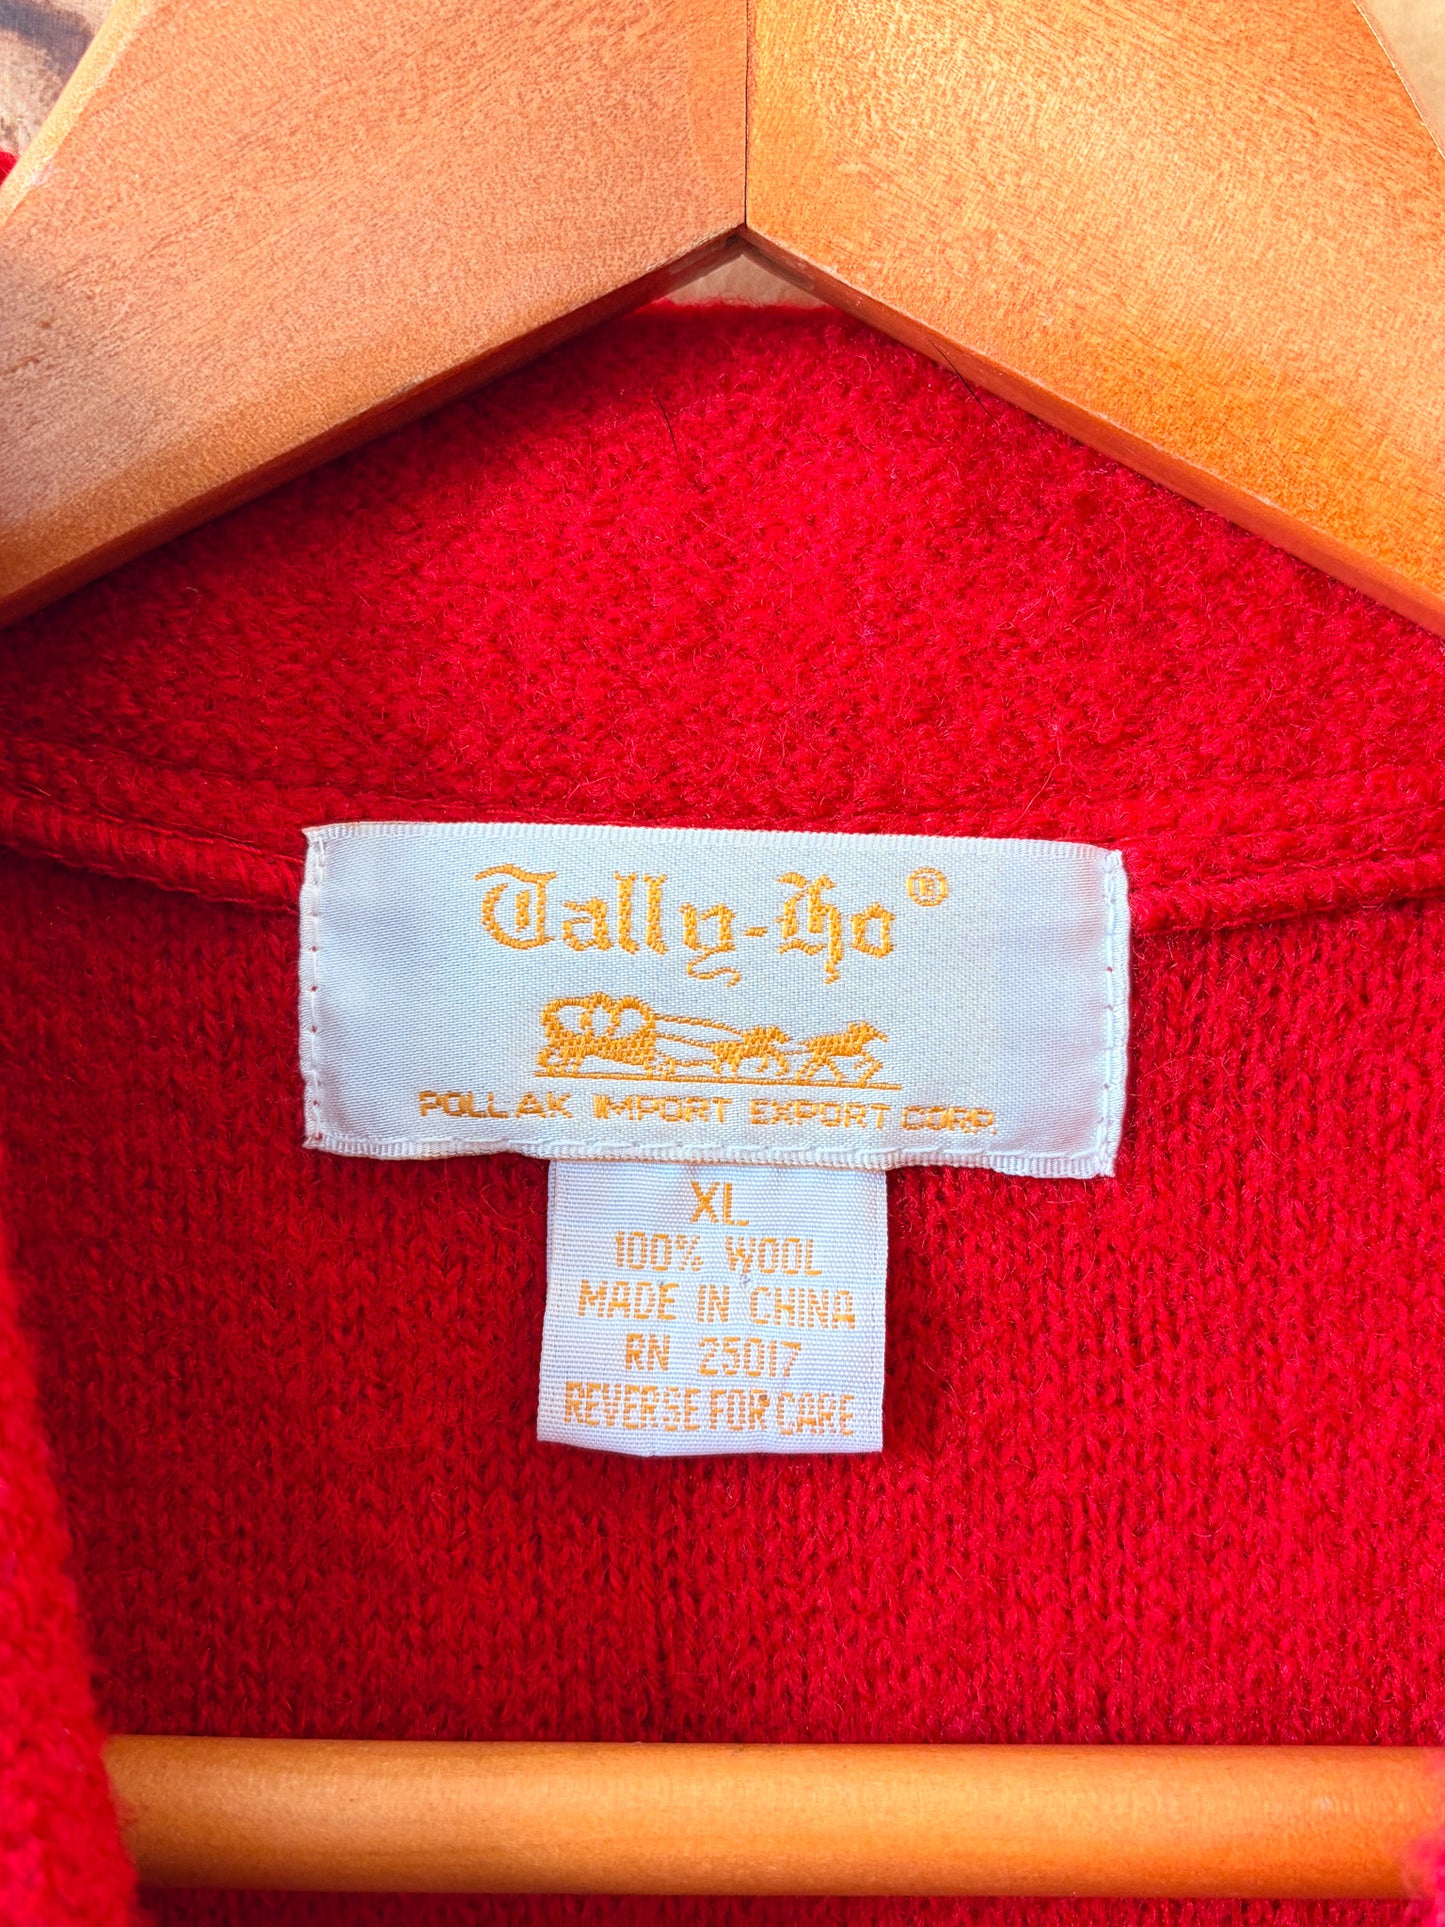 Tally-Ho®
POLLAK IMPORT EXPORT CORP.
XL
100% WOOL
MADE IN CHINA
RN 25017
REVERSE FOR CARE